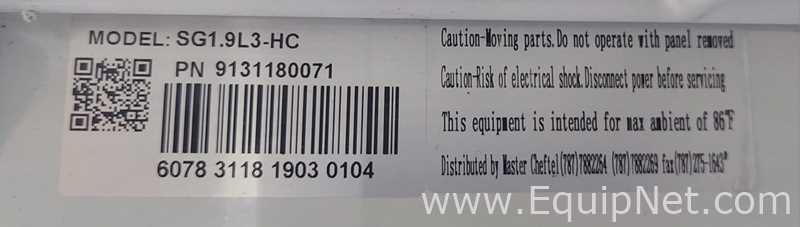 MODEL: SG1.9L3-HC
PN 9131180071
6078 3118 1903 0104
Caution-Moving parts.Do not operate with panel removed
Caution-Risk of electrical shock.Disconnect power before servicing
This equipment is intended for max ambient of 86°F
Distributed by Master Cheftel(787)7882264 (787)7882269 fax(787)275-1643"
www.EquipNet.com